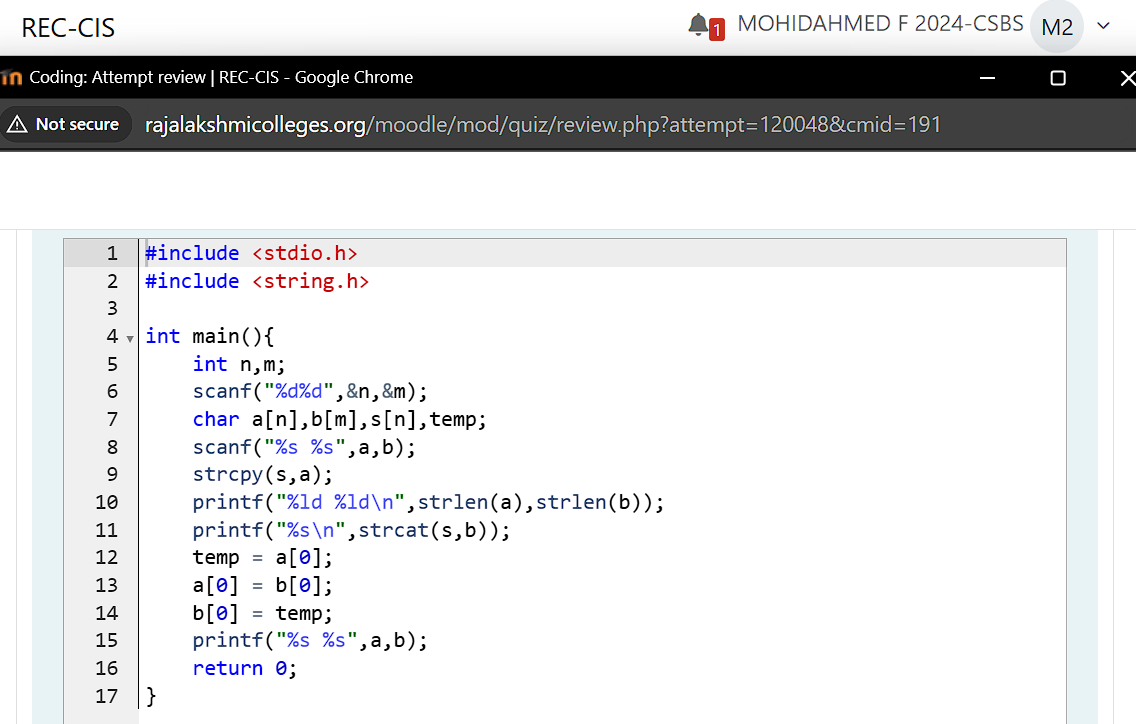 REC-CIS
1 MOHIDAHMED F 2024-CSBS M2
Coding: Attempt review | REC-CIS - Google Chrome
Not secure rajalakshmicolleges.org/moodle/mod/quiz/review.php?attempt=120048&cmid=191
1 #include <stdio.h>
2 #include <string.h>
3
4 int main(){
5     int n,m;
6     scanf("%d%d",&n,&m);
7     char a[n],b[m],s[n],temp;
8     scanf("%s %s",a,b);
9     strcpy(s,a);
10     printf("%ld %ld\n",strlen(a),strlen(b));
11     printf("%s\n",strcat(s,b));
12     temp = a[0];
13     a[0] = b[0];
14     b[0] = temp;
15     printf("%s %s",a,b);
16     return 0;
17 }